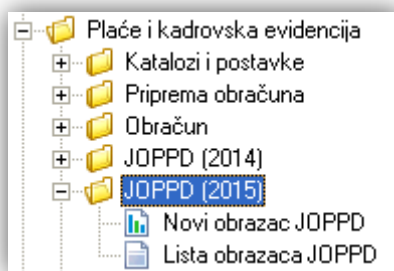 Plaće i kadrovska evidencija
Katalozi i postavke
Priprema obračuna
Obračun
JOPPD (2014)
JOPPD (2015)
Novi obrazac JOPPD
Lista obrazaca JOPPD